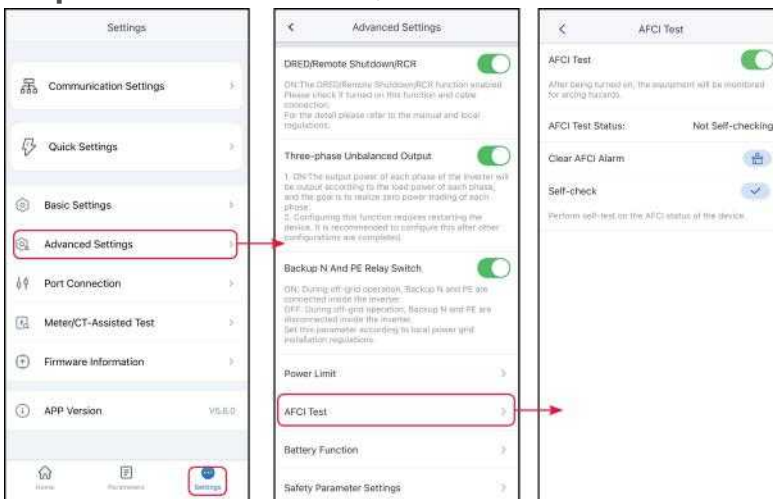 Settings
Communication Settings
Quick Settings
Basic Settings
Advanced Settings
Port Connection
Meter/CT-Assisted Test
Firmware Information
APP Version V5.6.0
Home Parameters Settings
Advanced Settings
DRED/Remote Shutdown/RCR
ON:The DRED/Remote Shutdown/RCR function enabled
Please check if turned on this function and cable
connection;
For the detail please refer to the manual and local
regulations;
Three-phase Unbalanced Output
1. ON:The output power of each phase of the inverter will
be output according to the load power of each phase,
and the goal is to realize zero power trading of each
phase;
2. Configuring this function requires restarting the
device. It is recommended to configure this after other
configurations are completed.
Backup N And PE Relay Switch
ON: During off-grid operation, Backup N and PE are
connected inside the inverter.
OFF: During off-grid operation, Backup N and PE are
disconnected inside the inverter.
Set this parameter according to local power grid
installation regulations.
Power Limit
AFCI Test
Battery Function
Safety Parameter Settings
AFCI Test
AFCI Test
After being turned on, the equipment will be monitored
for arcing hazards.
AFCI Test Status: Not Self-checking
Clear AFCI Alarm
Self-check
Perform self-test on the AFCI status of the device